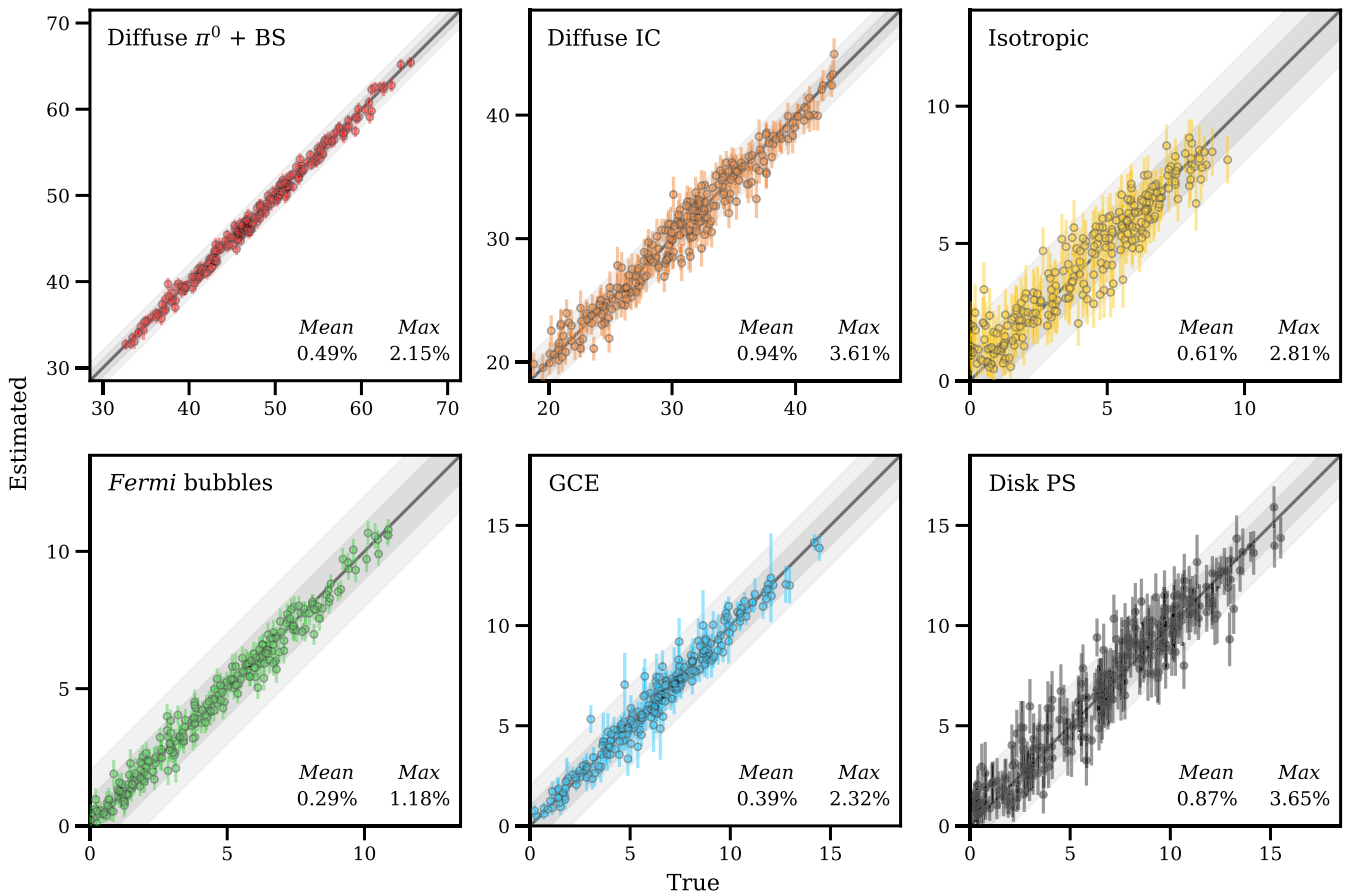 Estimated
Diffuse π⁰ + BS
70
60
50
40
30
Mean Max
0.49% 2.15%
30 40 50 60 70
Diffuse IC
40
30
20
Mean Max
0.94% 3.61%
20 30 40
Isotropic
10
5
0
Mean Max
0.61% 2.81%
0 5 10
Fermi bubbles
10
5
0
Mean Max
0.29% 1.18%
0 5 10
GCE
15
10
5
0
Mean Max
0.39% 2.32%
0 5 10 15
Disk PS
15
10
5
0
Mean Max
0.87% 3.65%
0 5 10 15
True